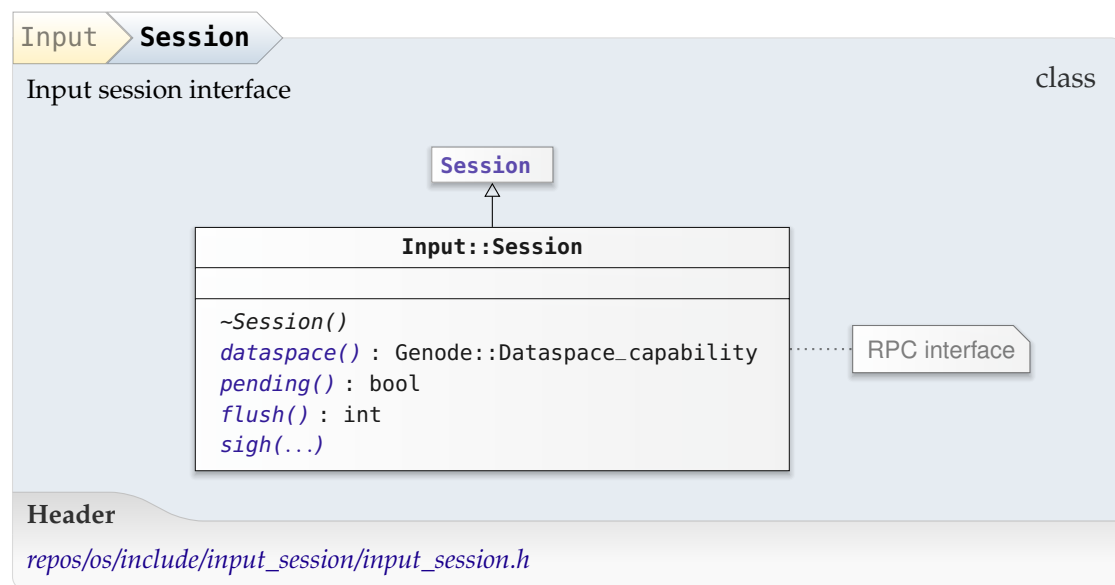 Input Session
Input session interface
class
Session
Input::Session
~Session()
dataspace() : Genode::Dataspace_capability
pending() : bool
flush() : int
sigh(...)
RPC interface
Header
repos/os/include/input_session/input_session.h